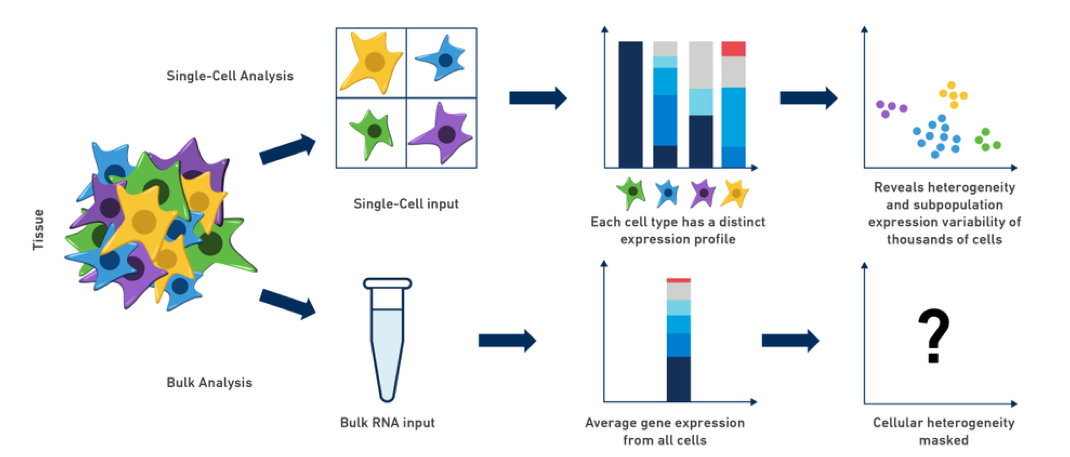 Single-Cell Analysis
Tissue
Single-Cell input
Each cell type has a distinct
expression profile
Reveals heterogeneity
and subpopulation
expression variability of
thousands of cells
Bulk Analysis
Bulk RNA input
Average gene expression
from all cells
?
Cellular heterogeneity
masked